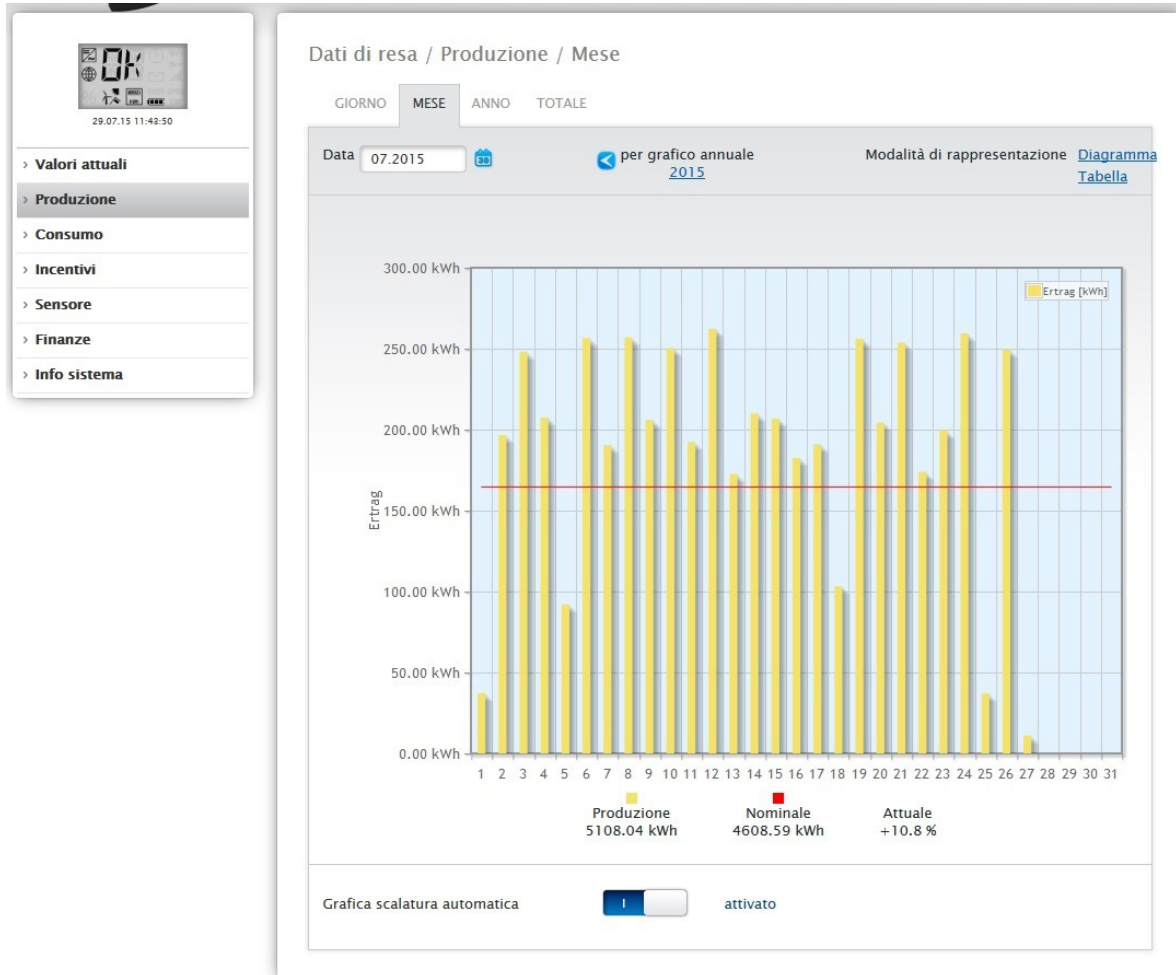 OK
29.07.15 11:43:50
› Valori attuali
› Produzione
› Consumo
› Incentivi
› Sensore
› Finanze
› Info sistema
Dati di resa / Produzione / Mese
GIORNO MESE ANNO TOTALE
Data 07.2015 30 per grafico annuale Modalità di rappresentazione Diagramma
2015 Tabella
300.00 kWh
Ertrag [kWh]
250.00 kWh
200.00 kWh
Ertrag
150.00 kWh
100.00 kWh
50.00 kWh
0.00 kWh
1 2 3 4 5 6 7 8 9 10 11 12 13 14 15 16 17 18 19 20 21 22 23 24 25 26 27 28 29 30 31
Produzione Nominale Attuale
5108.04 kWh 4608.59 kWh +10.8 %
Grafica scalatura automatica I attivato